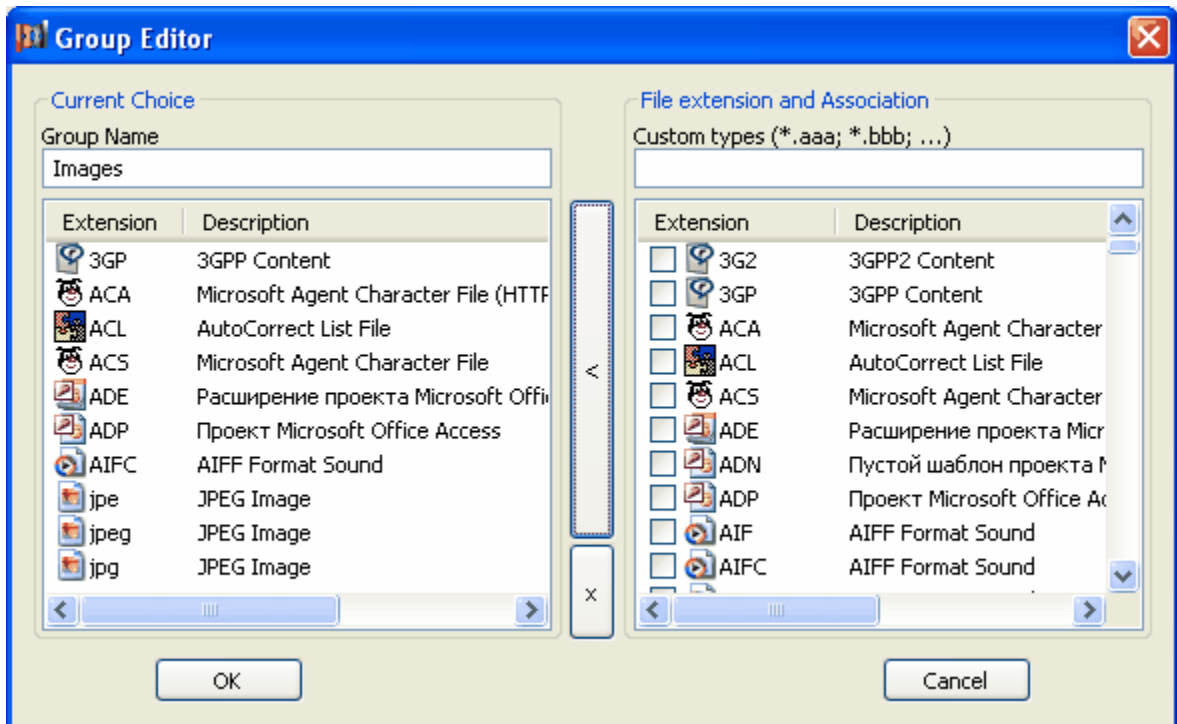 Group Editor
Current Choice
Group Name
Images
Extension Description
3GP 3GPP Content
ACA Microsoft Agent Character File (HTTP
ACL AutoCorrect List File
ACS Microsoft Agent Character File
ADE Расширение проекта Microsoft Offi
ADP Проект Microsoft Office Access
AIFC AIFF Format Sound
jpe JPEG Image
jpeg JPEG Image
jpg JPEG Image
<
x
File extension and Association
Custom types (*.aaa; *.bbb; ...)
Extension Description
3G2 3GPP2 Content
3GP 3GPP Content
ACA Microsoft Agent Character
ACL AutoCorrect List File
ACS Microsoft Agent Character
ADE Расширение проекта Micr
ADN Пустой шаблон проекта
ADP Проект Microsoft Office Ac
AIF AIFF Format Sound
AIFC AIFF Format Sound
OK
Cancel